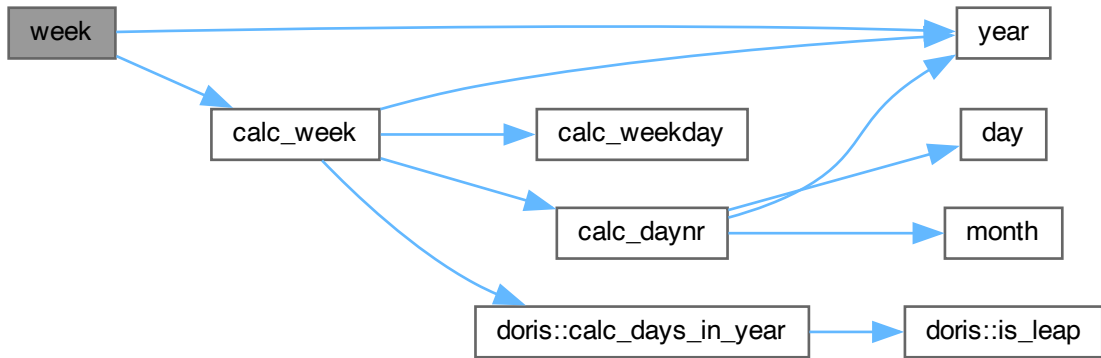 week
year
calc_week
calc_weekday
day
calc_daynr
month
doris::calc_days_in_year
doris::is_leap